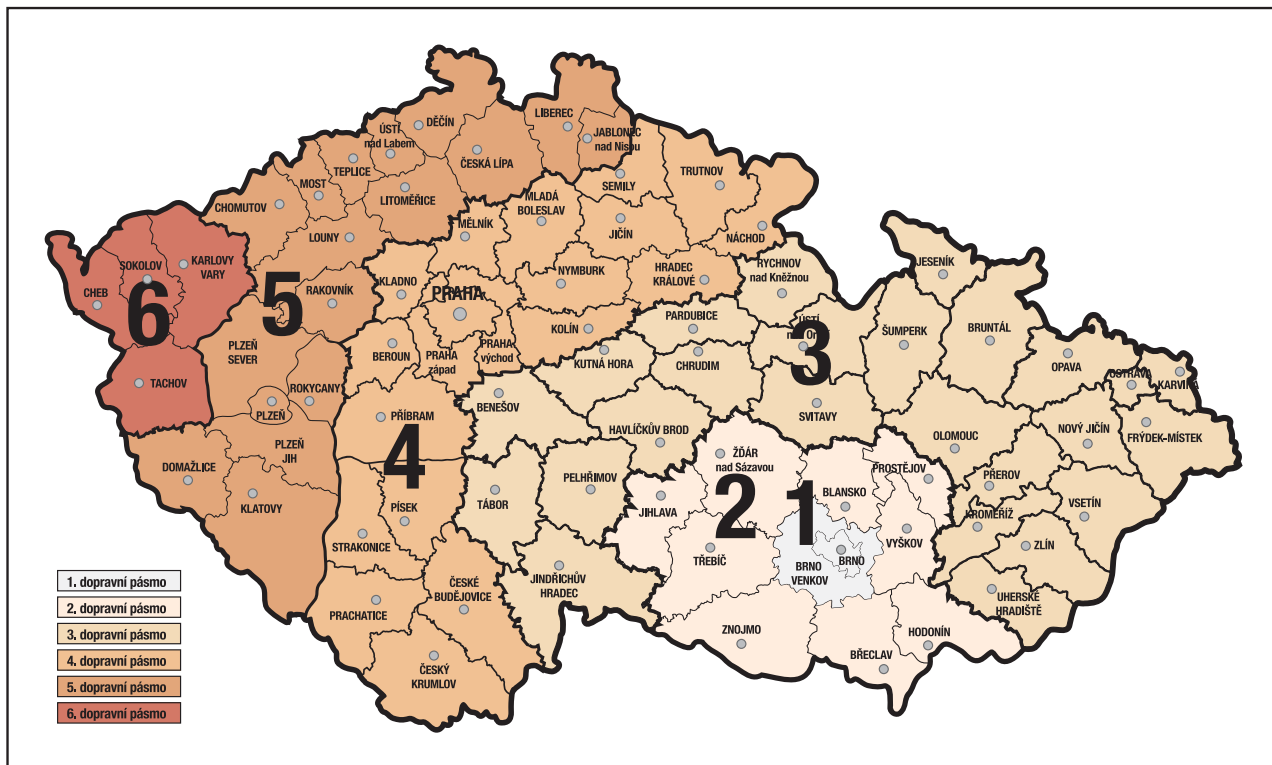 DĚČÍN
LIBEREC
ÚSTÍ
nad Labem
JABLONEC
nad Nisou
ČESKÁ LÍPA
TEPLICE
MOST
LITOMĚŘICE
CHOMUTOV
LOUNY
SEMILY
TRUTNOV
MLADÁ
BOLESLAV
MĚLNÍK
JIČÍN
NÁCHOD
KARLOVY
VARY
SOKOLOV
CHEB
6
5
RAKOVNÍK
KLADNO
NYMBURK
HRADEC
KRÁLOVÉ
RYCHNOV
nad Kněžnou
JESENÍK
PRAHA
KOLÍN
PARDUBICE
ÚSTÍ
nad Orlicí
3
ŠUMPERK
BRUNTÁL
PLZEŇ
SEVER
BEROUN
PRAHA
západ
PRAHA
východ
KUTNÁ HORA
CHRUDIM
OPAVA
OSTRAVA
KARVINÁ
TACHOV
ROKYCANY
PLZEŇ
PŘÍBRAM
4
BENEŠOV
SVITAVY
HAVLÍČKŮV BROD
OLOMOUC
NOVÝ JIČÍN
FRÝDEK-MÍSTEK
PLZEŇ
JIH
DOMAŽLICE
KLATOVY
PÍSEK
TÁBOR
PELHŘIMOV
ŽĎÁR
nad Sázavou
2
1
JIHLAVA
BLANSKO
PROSTĚJOV
PŘEROV
VSETÍN
KROMĚŘÍŽ
STRAKONICE
TŘEBÍČ
BRNO
VENKOV
BRNO
VYŠKOV
ZLÍN
JINDŘICHŮV
HRADEC
ČESKÉ
BUDĚJOVICE
UHERSKÉ
HRADIŠTĚ
PRACHATICE
ZNOJMO
HODONÍN
BŘECLAV
ČESKÝ
KRUMLOV
1. dopravní pásmo
2. dopravní pásmo
3. dopravní pásmo
4. dopravní pásmo
5. dopravní pásmo
6. dopravní pásmo